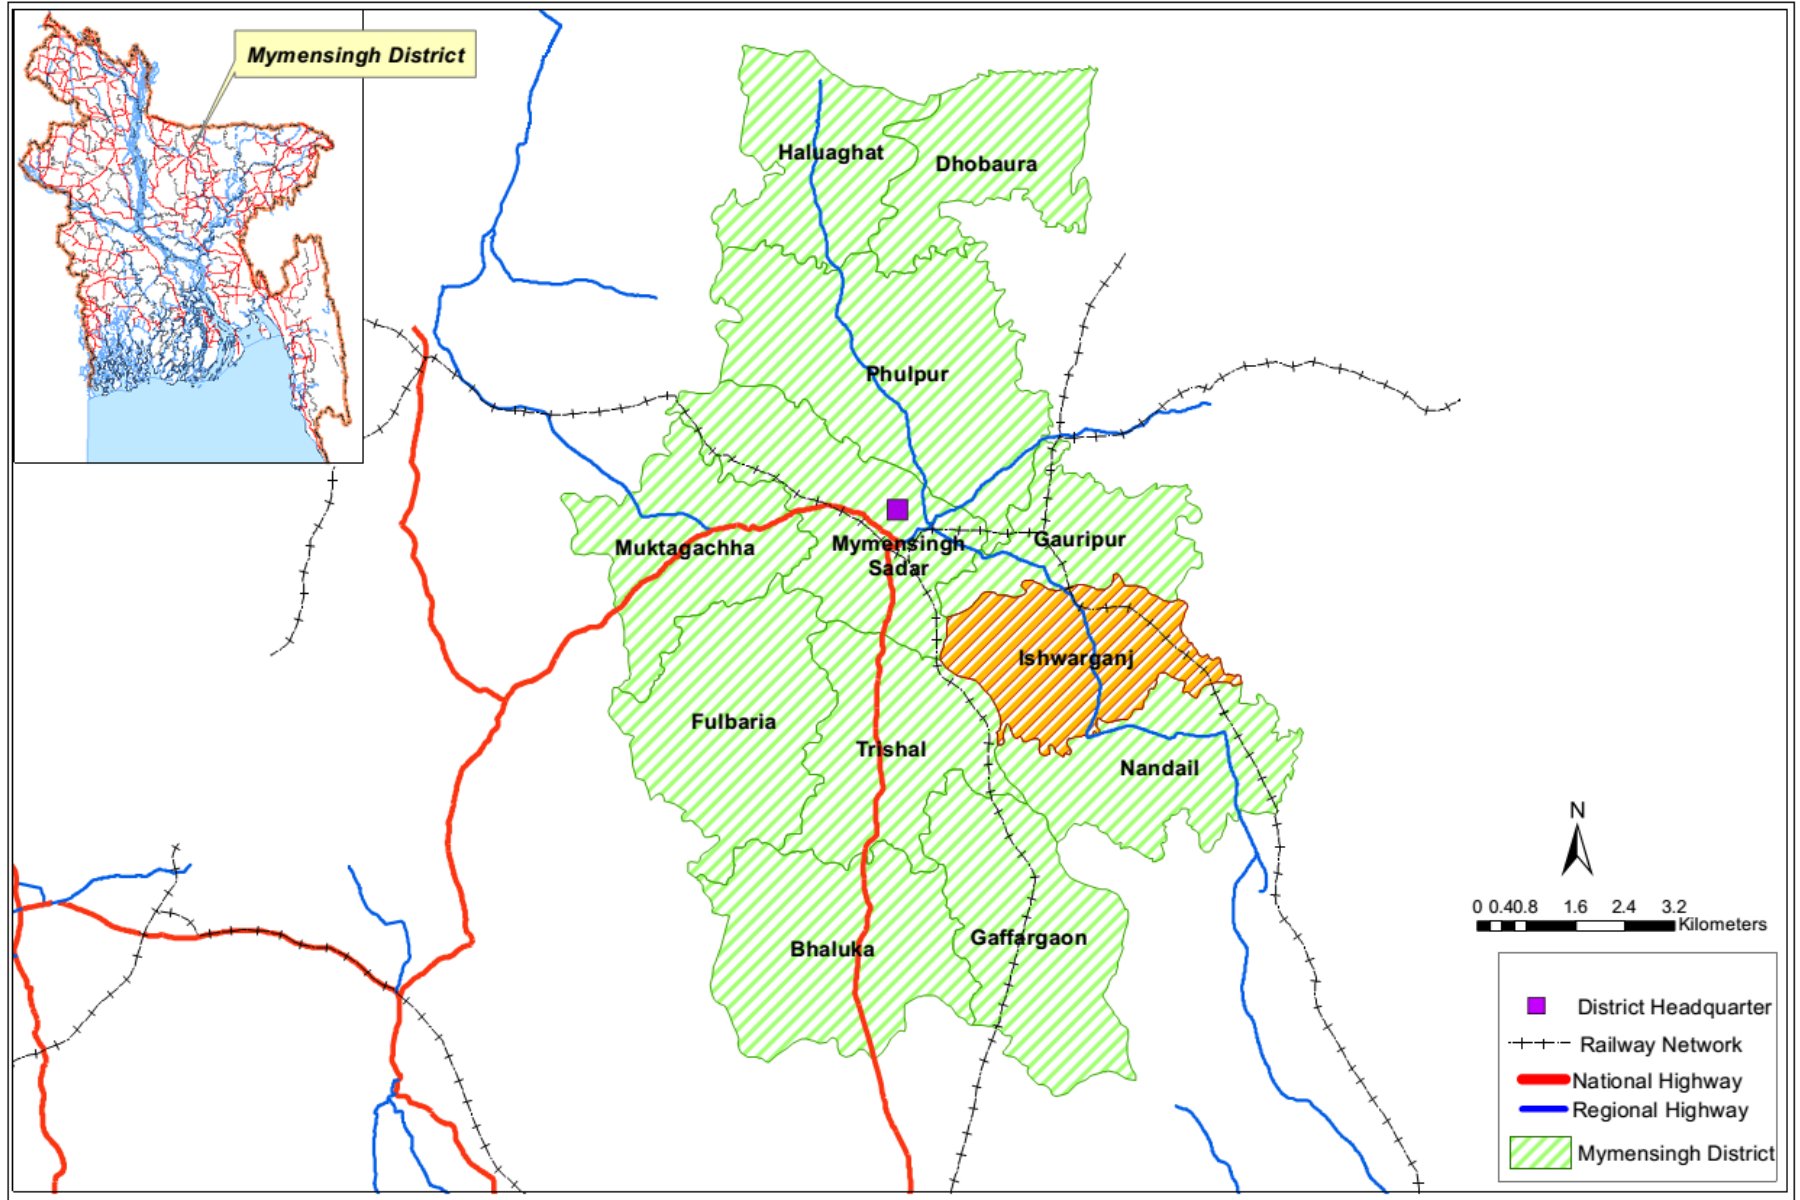 Mymensingh District
Haluaghat
Dhobaura
Phulpur
Muktagachha
Mymensingh
Sadar
Gauripur
Ishwarganj
Fulbaria
Trishal
Nandail
Bhaluka
Gaffargaon
N
0 0.40.8 1.6 2.4 3.2
Kilometers
District Headquarter
Railway Network
National Highway
Regional Highway
Mymensingh District